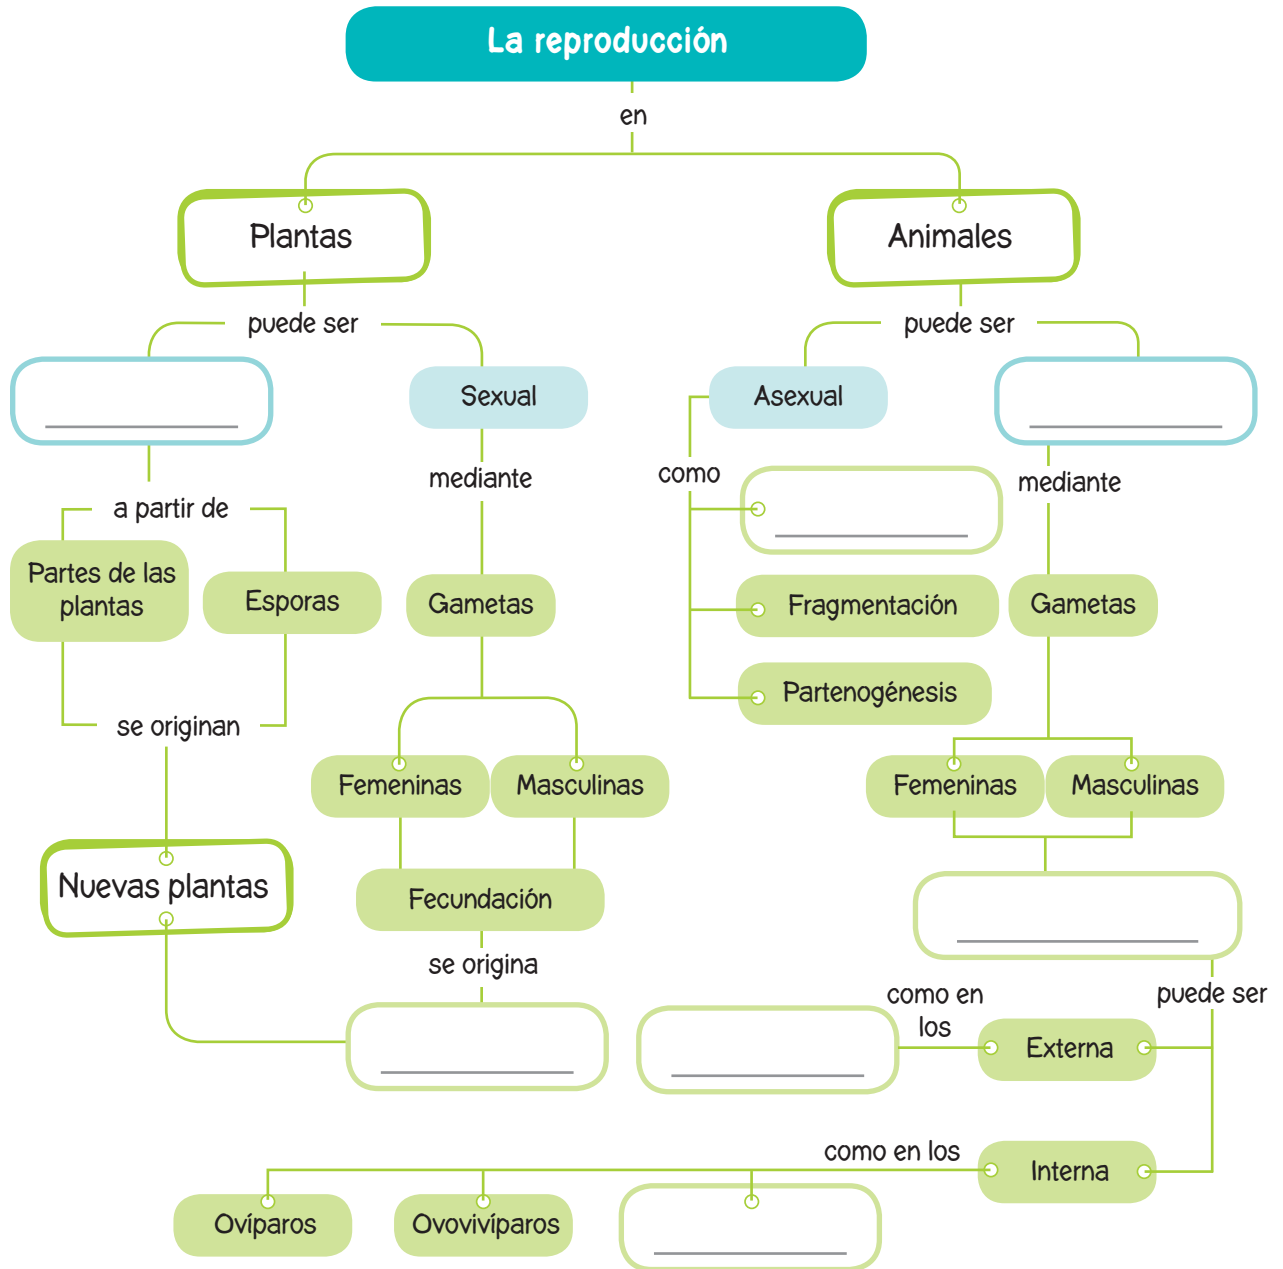 La reproducción
en
Plantas
Animales
puede ser
puede ser
Sexual
Asexual
mediante
como
mediante
a partir de
Partes de las
plantas
Esporas
Gametas
Fragmentación
Gametas
Partenogénesis
se originan
Femeninas
Masculinas
Femeninas
Masculinas
Nuevas plantas
Fecundación
se origina
como en
los
puede ser
Externa
como en los
Interna
Ovíparos
Ovovivíparos